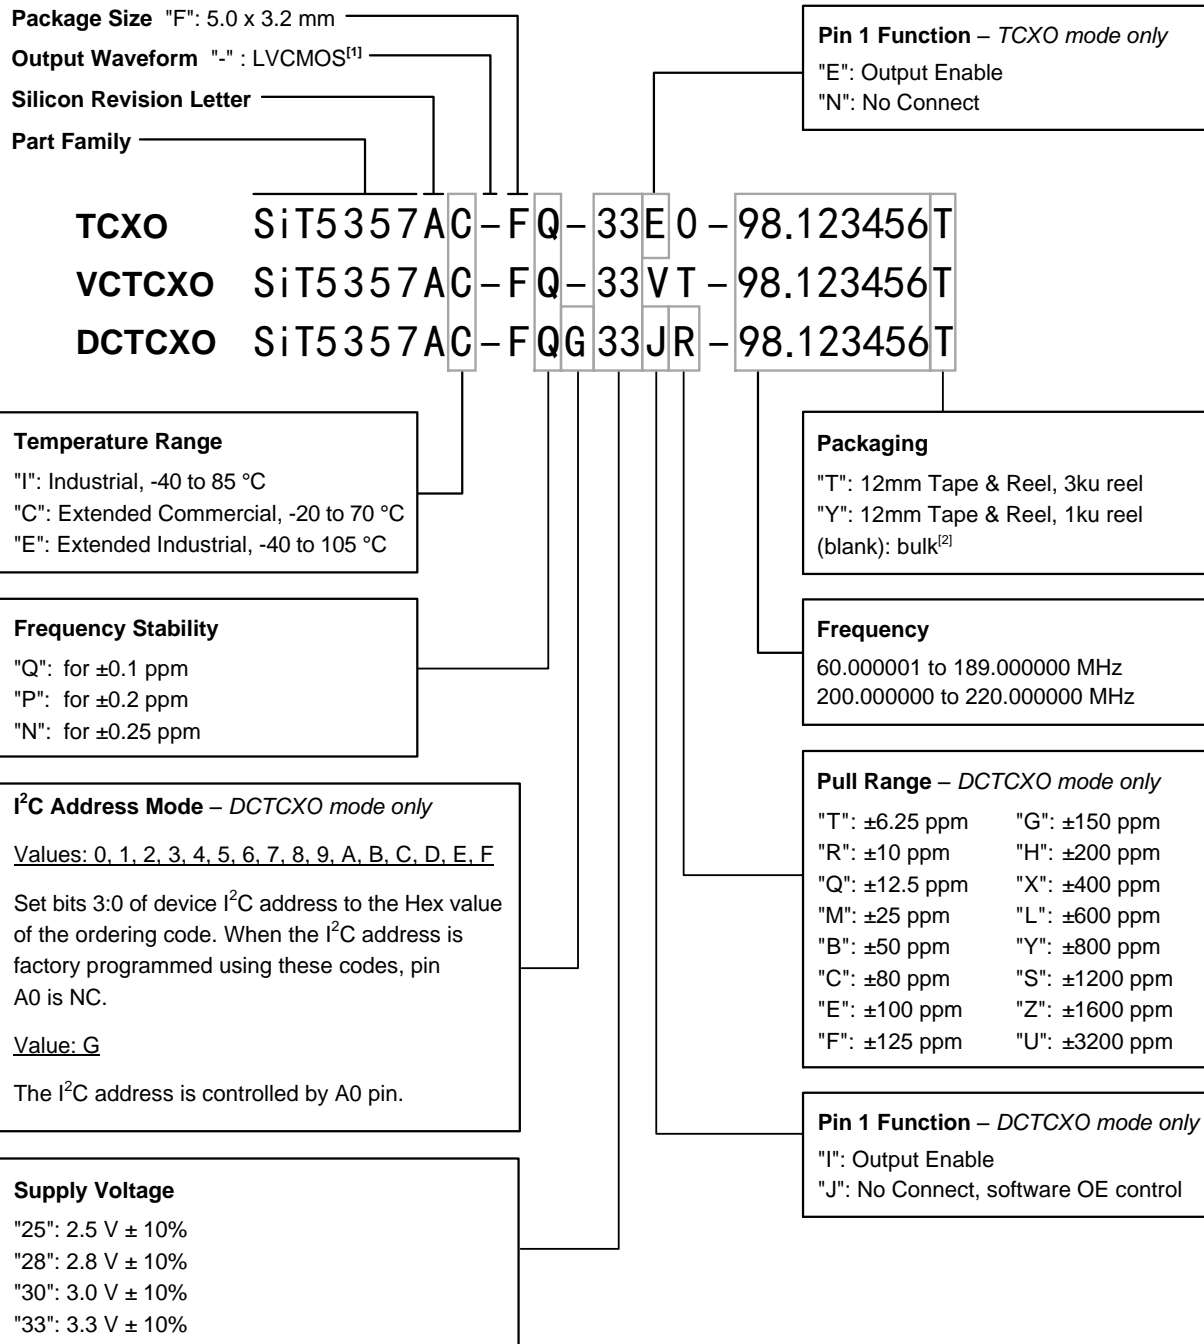 Package Size "F": 5.0 x 3.2 mm
Output Waveform "-" : LVCMOS[1]
Silicon Revision Letter
Part Family
Pin 1 Function – TCXO mode only
"E": Output Enable
"N": No Connect
TCXO SiT5357AC-FQ-33E0-98.123456T
VCTCXO SiT5357AC-FQ-33VT-98.123456T
DCTCXO SiT5357AC-FQG33JR-98.123456T
Temperature Range
"I": Industrial, -40 to 85 °C
"C": Extended Commercial, -20 to 70 °C
"E": Extended Industrial, -40 to 105 °C
Frequency Stability
"Q": for ±0.1 ppm
"P": for ±0.2 ppm
"N": for ±0.25 ppm
I2C Address Mode – DCTCXO mode only
Values: 0, 1, 2, 3, 4, 5, 6, 7, 8, 9, A, B, C, D, E, F
Set bits 3:0 of device I2C address to the Hex value
of the ordering code. When the I2C address is
factory programmed using these codes, pin
A0 is NC.
Value: G
The I2C address is controlled by A0 pin.
Supply Voltage
"25": 2.5 V ± 10%
"28": 2.8 V ± 10%
"30": 3.0 V ± 10%
"33": 3.3 V ± 10%
Packaging
"T": 12mm Tape & Reel, 3ku reel
"Y": 12mm Tape & Reel, 1ku reel
(blank): bulk[2]
Frequency
60.000001 to 189.000000 MHz
200.000000 to 220.000000 MHz
Pull Range – DCTCXO mode only
"T": ±6.25 ppm "G": ±150 ppm
"R": ±10 ppm "H": ±200 ppm
"Q": ±12.5 ppm "X": ±400 ppm
"M": ±25 ppm "L": ±600 ppm
"B": ±50 ppm "Y": ±800 ppm
"C": ±80 ppm "S": ±1200 ppm
"E": ±100 ppm "Z": ±1600 ppm
"F": ±125 ppm "U": ±3200 ppm
Pin 1 Function – DCTCXO mode only
"I": Output Enable
"J": No Connect, software OE control